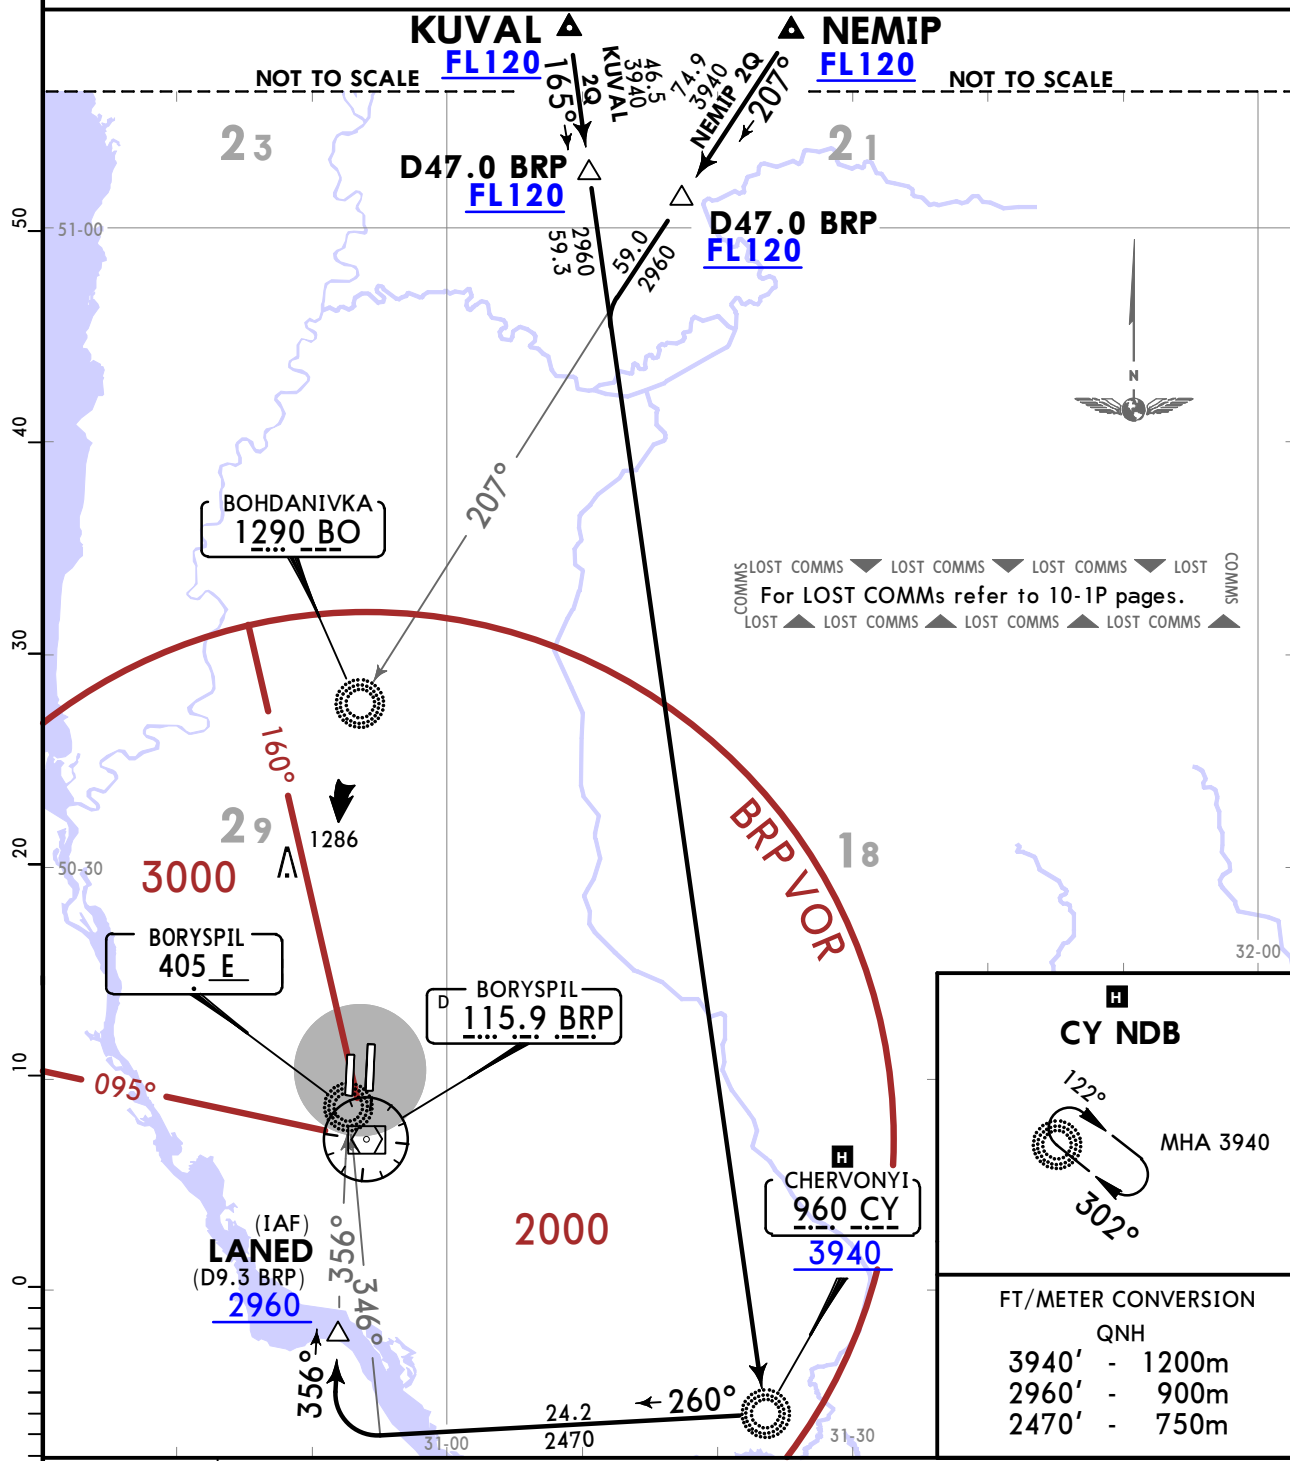 KUVAL
FL120
NEMIP
FL120
NOT TO SCALE
NOT TO SCALE
165°
KUVAL
2Q
46.5
3940
74.9
3940
NEMIP 2Q
207°
23
21
D47.0 BRP
FL120
D47.0 BRP
FL120
50
51-00
2960
59.3
59.0
2960
N
40
207°
BOHDANIVKA
1290 BO
LOST COMMS LOST COMMS LOST COMMS LOST
COMMS
COMMS
For LOST COMMs refer to 10-1P pages.
LOST LOST COMMS LOST COMMS LOST COMMS
30
160°
29
1286
BRP VOR
18
20
50-30
3000
BORYSPIL
405 E
32-00
D
BORYSPIL
115.9 BRP
10
095°
H
CY NDB
122°
MHA 3940
302°
H
CHERVONYI
960 CY
3940
2000
(IAF)
LANED
(D9.3 BRP)
2960
356°
346°
0
356°
260°
24.2
2470
31-00
31-30
FT/METER CONVERSION
QNH
3940' - 1200m
2960' - 900m
2470' - 750m